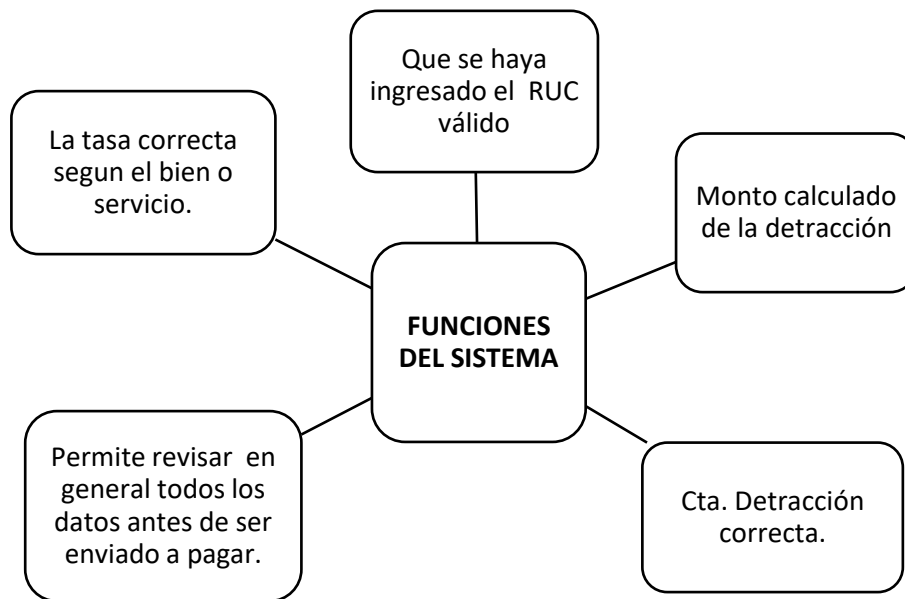 Que se haya
ingresado el RUC
válido
La tasa correcta
segun el bien o
servicio.
Monto calculado
de la detracción
FUNCIONES
DEL SISTEMA
Permite revisar en
general todos los
datos antes de ser
enviado a pagar.
Cta. Detracción
correcta.